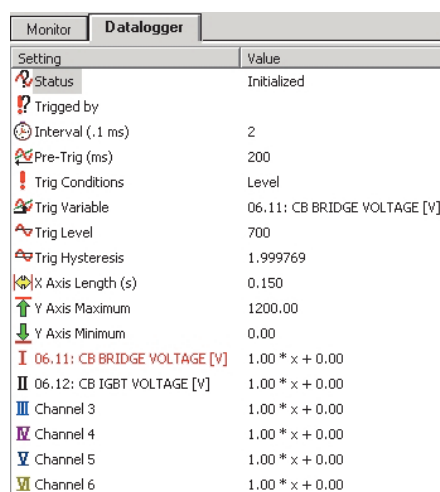 Monitor Datalogger
Setting Value
Status Initialized
Trigged by
Interval (.1 ms) 2
Pre-Trig (ms) 200
Trig Conditions Level
Trig Variable 06.11: CB BRIDGE VOLTAGE [V]
Trig Level 700
Trig Hysteresis 1.999769
X Axis Length (s) 0.150
Y Axis Maximum 1200.00
Y Axis Minimum 0.00
I 06.11: CB BRIDGE VOLTAGE [V] 1.00 * x + 0.00
II 06.12: CB IGBT VOLTAGE [V] 1.00 * x + 0.00
III Channel 3 1.00 * x + 0.00
IV Channel 4 1.00 * x + 0.00
V Channel 5 1.00 * x + 0.00
VI Channel 6 1.00 * x + 0.00